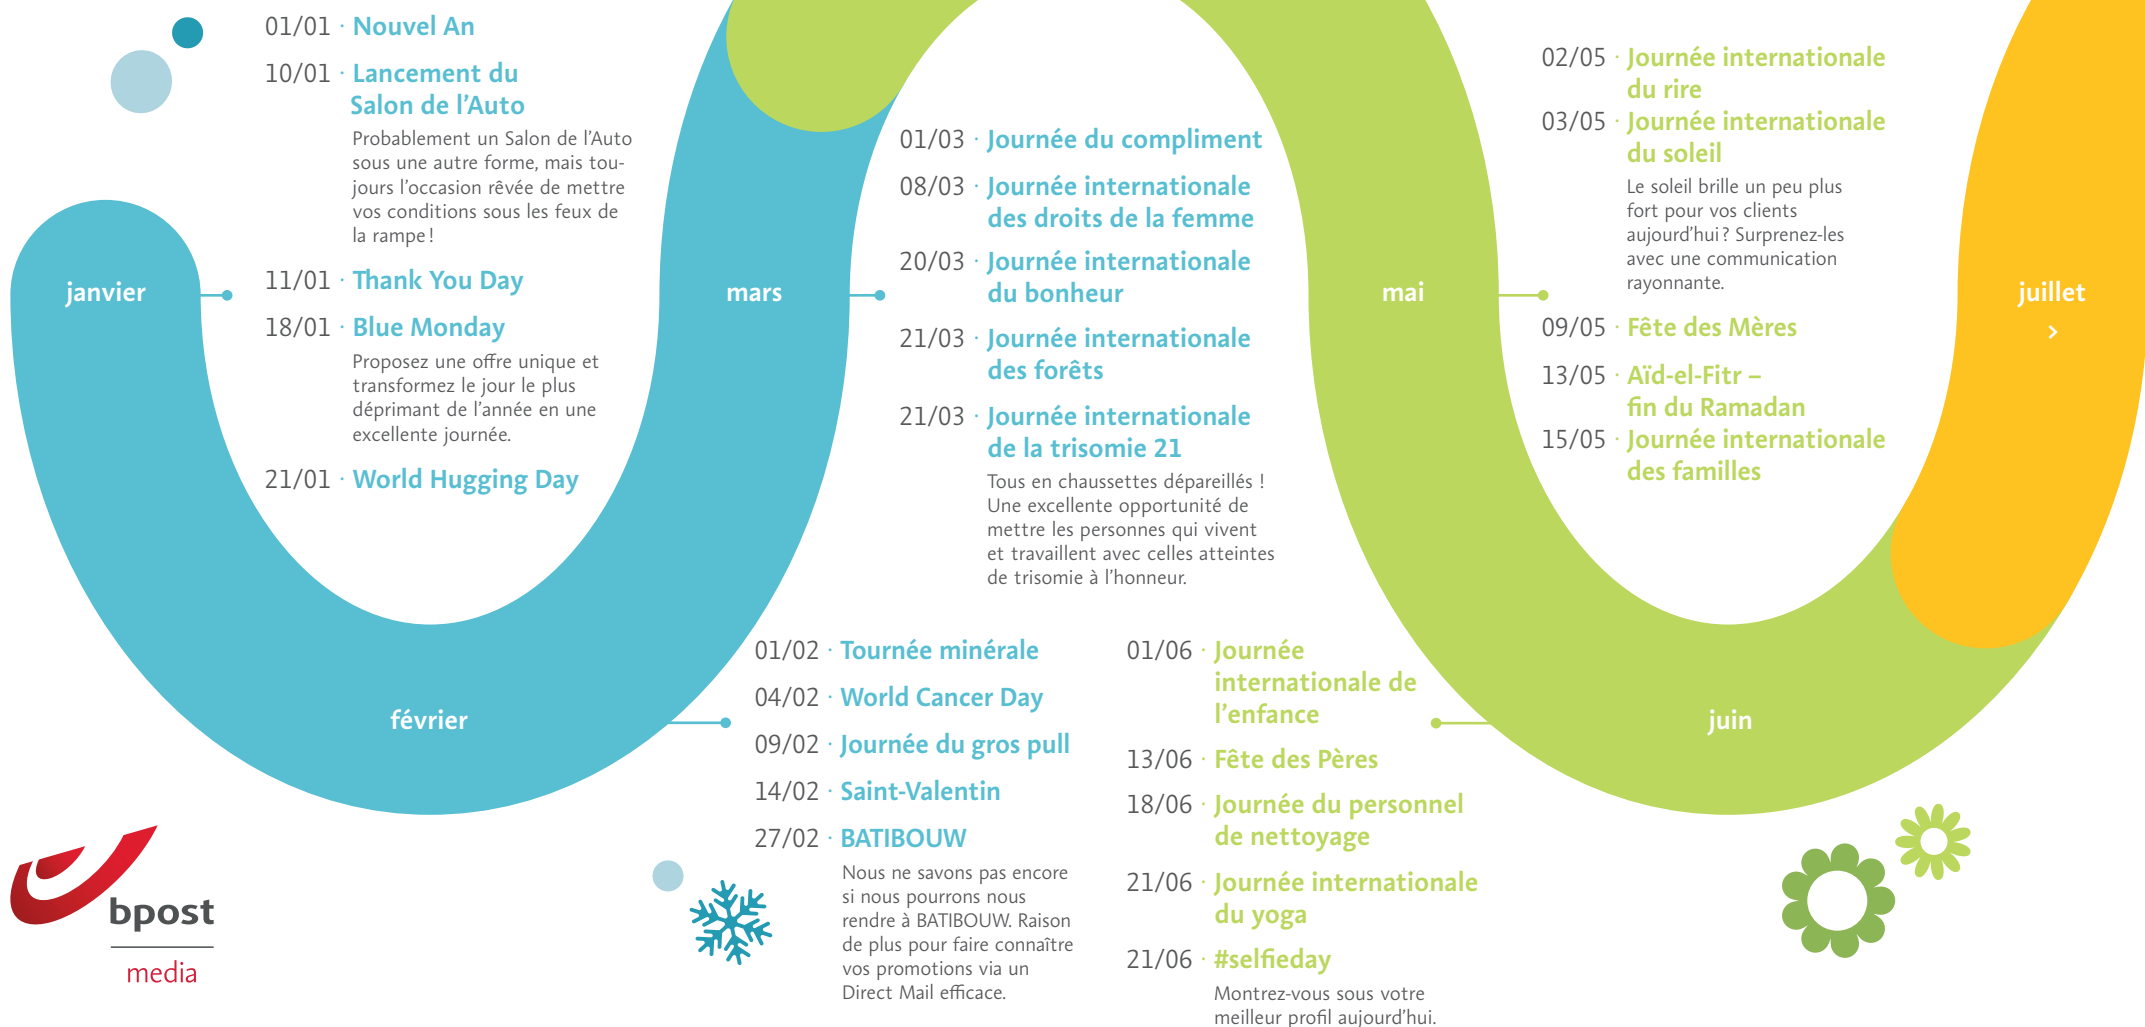 janvier
01/01 · Nouvel An
10/01 · Lancement du
Salon de l’Auto
Probablement un Salon de l’Auto
sous une autre forme, mais tou-
jours l’occasion rêvée de mettre
vos conditions sous les feux de
la rampe !
11/01 · Thank You Day
18/01 · Blue Monday
Proposez une offre unique et
transformez le jour le plus
déprimant de l’année en une
excellente journée.
21/01 · World Hugging Day
février
01/02 · Tournée minérale
04/02 · World Cancer Day
09/02 · Journée du gros pull
14/02 · Saint-Valentin
27/02 · BATIBOUW
Nous ne savons pas encore
si nous pourrons nous
rendre à BATIBOUW. Raison
de plus pour faire connaître
vos promotions via un
Direct Mail efficace.
mars
01/03 · Journée du compliment
08/03 · Journée internationale
des droits de la femme
20/03 · Journée internationale
du bonheur
21/03 · Journée internationale
des forêts
21/03 · Journée internationale
de la trisomie 21
Tous en chaussettes dépareillés !
Une excellente opportunité de
mettre les personnes qui vivent
et travaillent avec celles atteintes
de trisomie à l’honneur.
mai
02/05 · Journée internationale
du rire
03/05 · Journée internationale
du soleil
Le soleil brille un peu plus
fort pour vos clients
aujourd’hui ? Surprenez-les
avec une communication
rayonnante.
09/05 · Fête des Mères
13/05 · Aïd-el-Fitr –
fin du Ramadan
15/05 · Journée internationale
des familles
juin
01/06 · Journée
internationale de
l’enfance
13/06 · Fête des Pères
18/06 · Journée du personnel
de nettoyage
21/06 · Journée internationale
du yoga
21/06 · #selfieday
Montrez-vous sous votre
meilleur profil aujourd’hui.
juillet
›
bpost
media